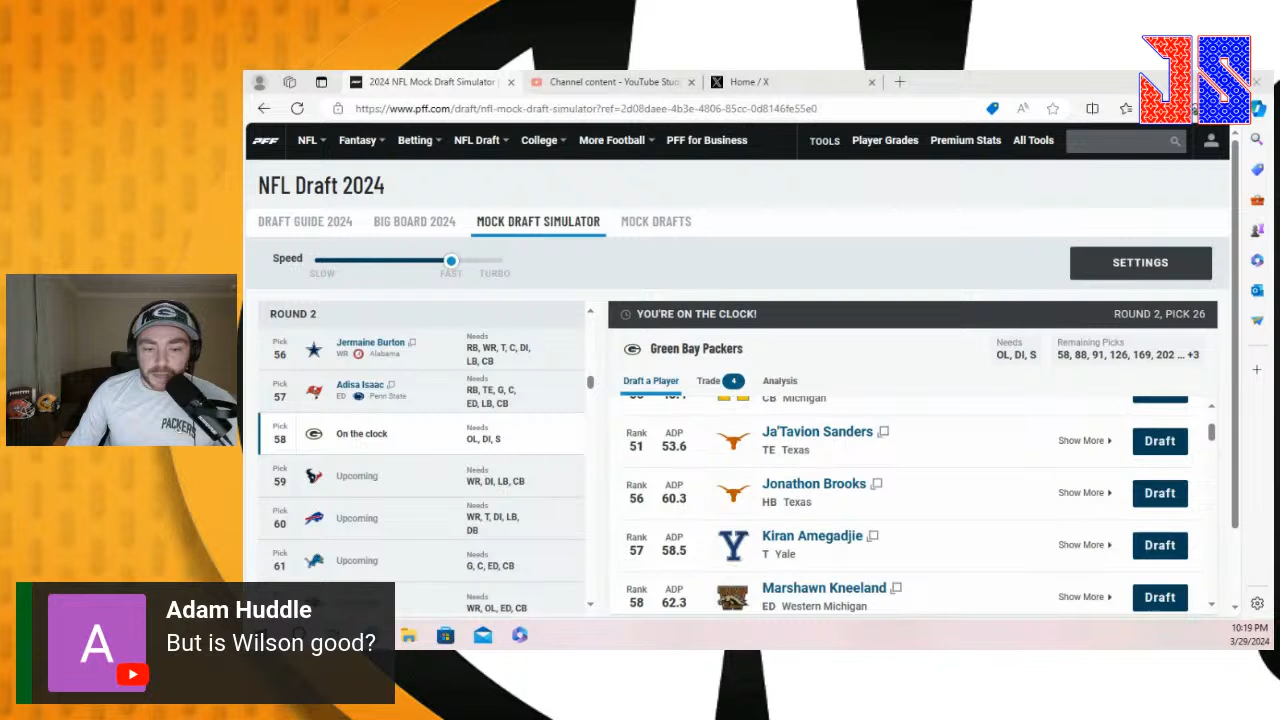 JS
2024 NFL Mock Draft Simulator
Channel content - YouTube Stud
X
Home / X
https://www.pff.com/draft/nfl-mock-draft-simulator?ref=2d08daee-4b3e-4806-85cc-0d8146fe55e0
PFF
NFL
Fantasy
Betting
NFL Draft
College
More Football
PFF for Business
TOOLS
Player Grades
Premium Stats
All Tools
NFL Draft 2024
DRAFT GUIDE 2024
BIG BOARD 2024
MOCK DRAFT SIMULATOR
MOCK DRAFTS
Speed
SLOW
FAST
TURBO
SETTINGS
ROUND 2
Pick
56
Jermaine Burton
WR Alabama
Needs
RB, WR, T, C, DI,
LB, CB
Pick
57
Adisa Isaac
ED Penn State
Needs
RB, TE, G, C,
ED, LB, CB
Pick
58
On the clock
Needs
OL, DI, S
Pick
59
Upcoming
Needs
WR, DI, LB, CB
Pick
60
Upcoming
Needs
WR, T, DI, LB,
DB
Pick
61
Upcoming
Needs
G, C, ED, CB
Needs
WR, OL, ED, CB
YOU'RE ON THE CLOCK!
ROUND 2, PICK 26
Green Bay Packers
Needs
OL, DI, S
Remaining Picks
58, 88, 91, 126, 169, 202 ... +3
Draft a Player
Trade 4
Analysis
CB Michigan
Rank
51
ADP
53.6
Ja'Tavion Sanders
TE Texas
Show More
Draft
Rank
56
ADP
60.3
Jonathon Brooks
HB Texas
Show More
Draft
Rank
57
ADP
58.5
Kiran Amegadjie
T Yale
Show More
Draft
Rank
58
ADP
62.3
Marshawn Kneeland
ED Western Michigan
Show More
Draft
PACKERS
A
Adam Huddle
But is Wilson good?
10:19 PM
3/29/2024